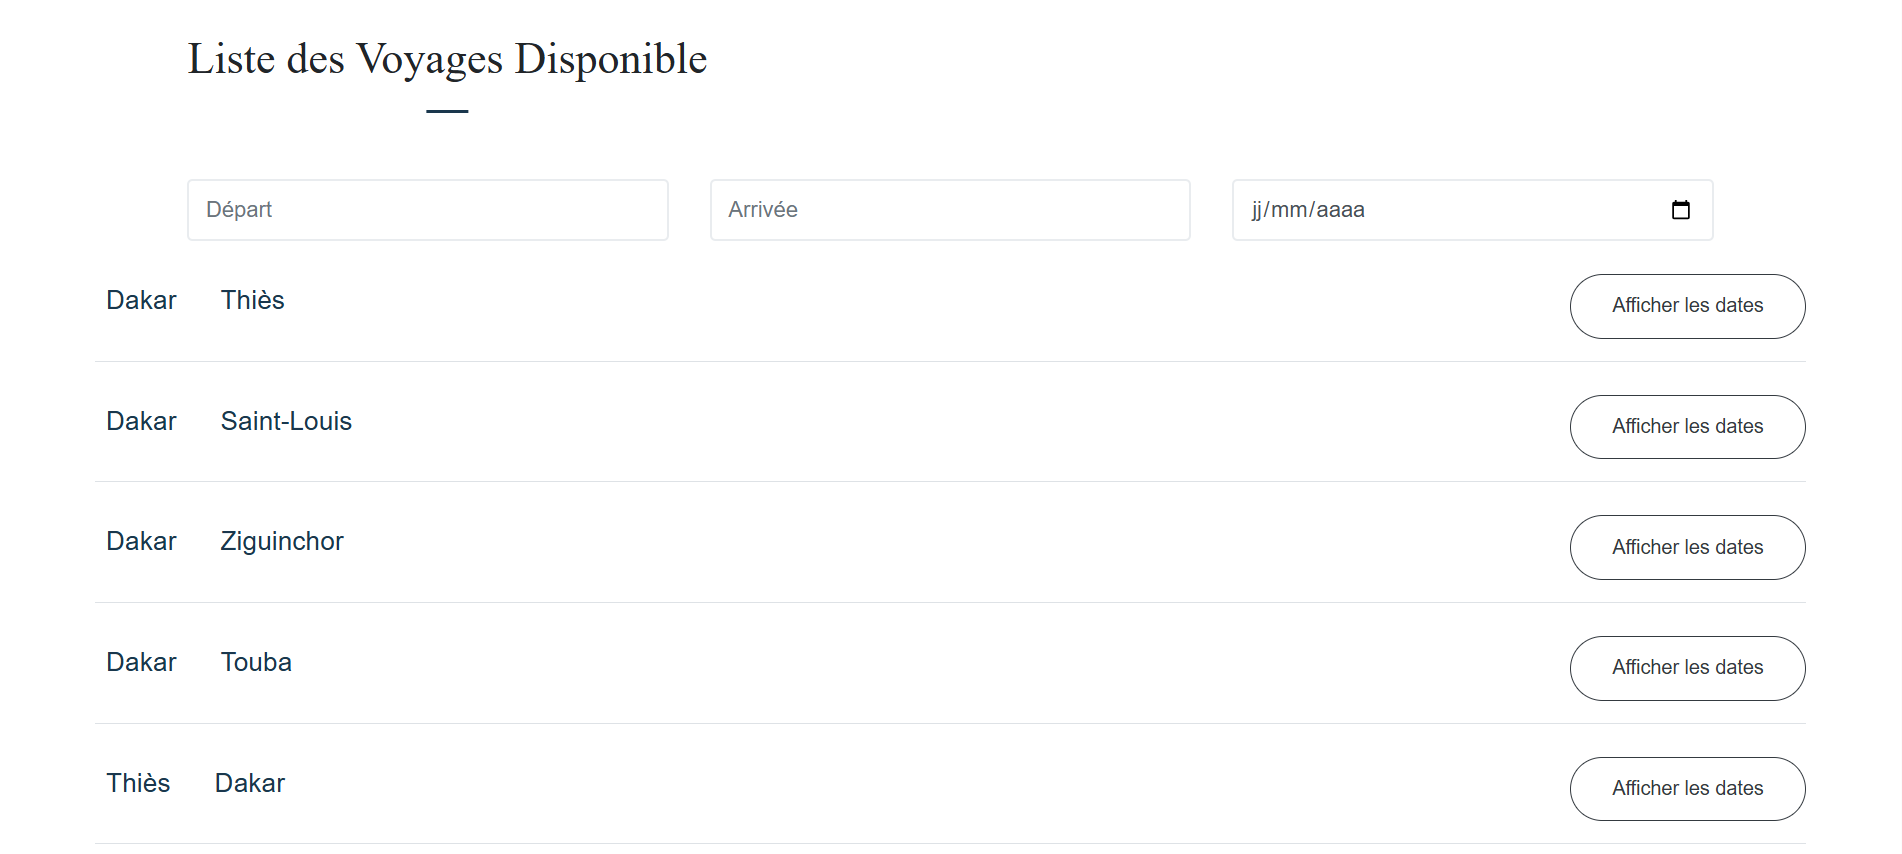 Liste des Voyages Disponible
Départ Arrivée jj/mm/aaaa
Dakar Thiès Afficher les dates
Dakar Saint-Louis Afficher les dates
Dakar Ziguinchor Afficher les dates
Dakar Touba Afficher les dates
Thiès Dakar Afficher les dates